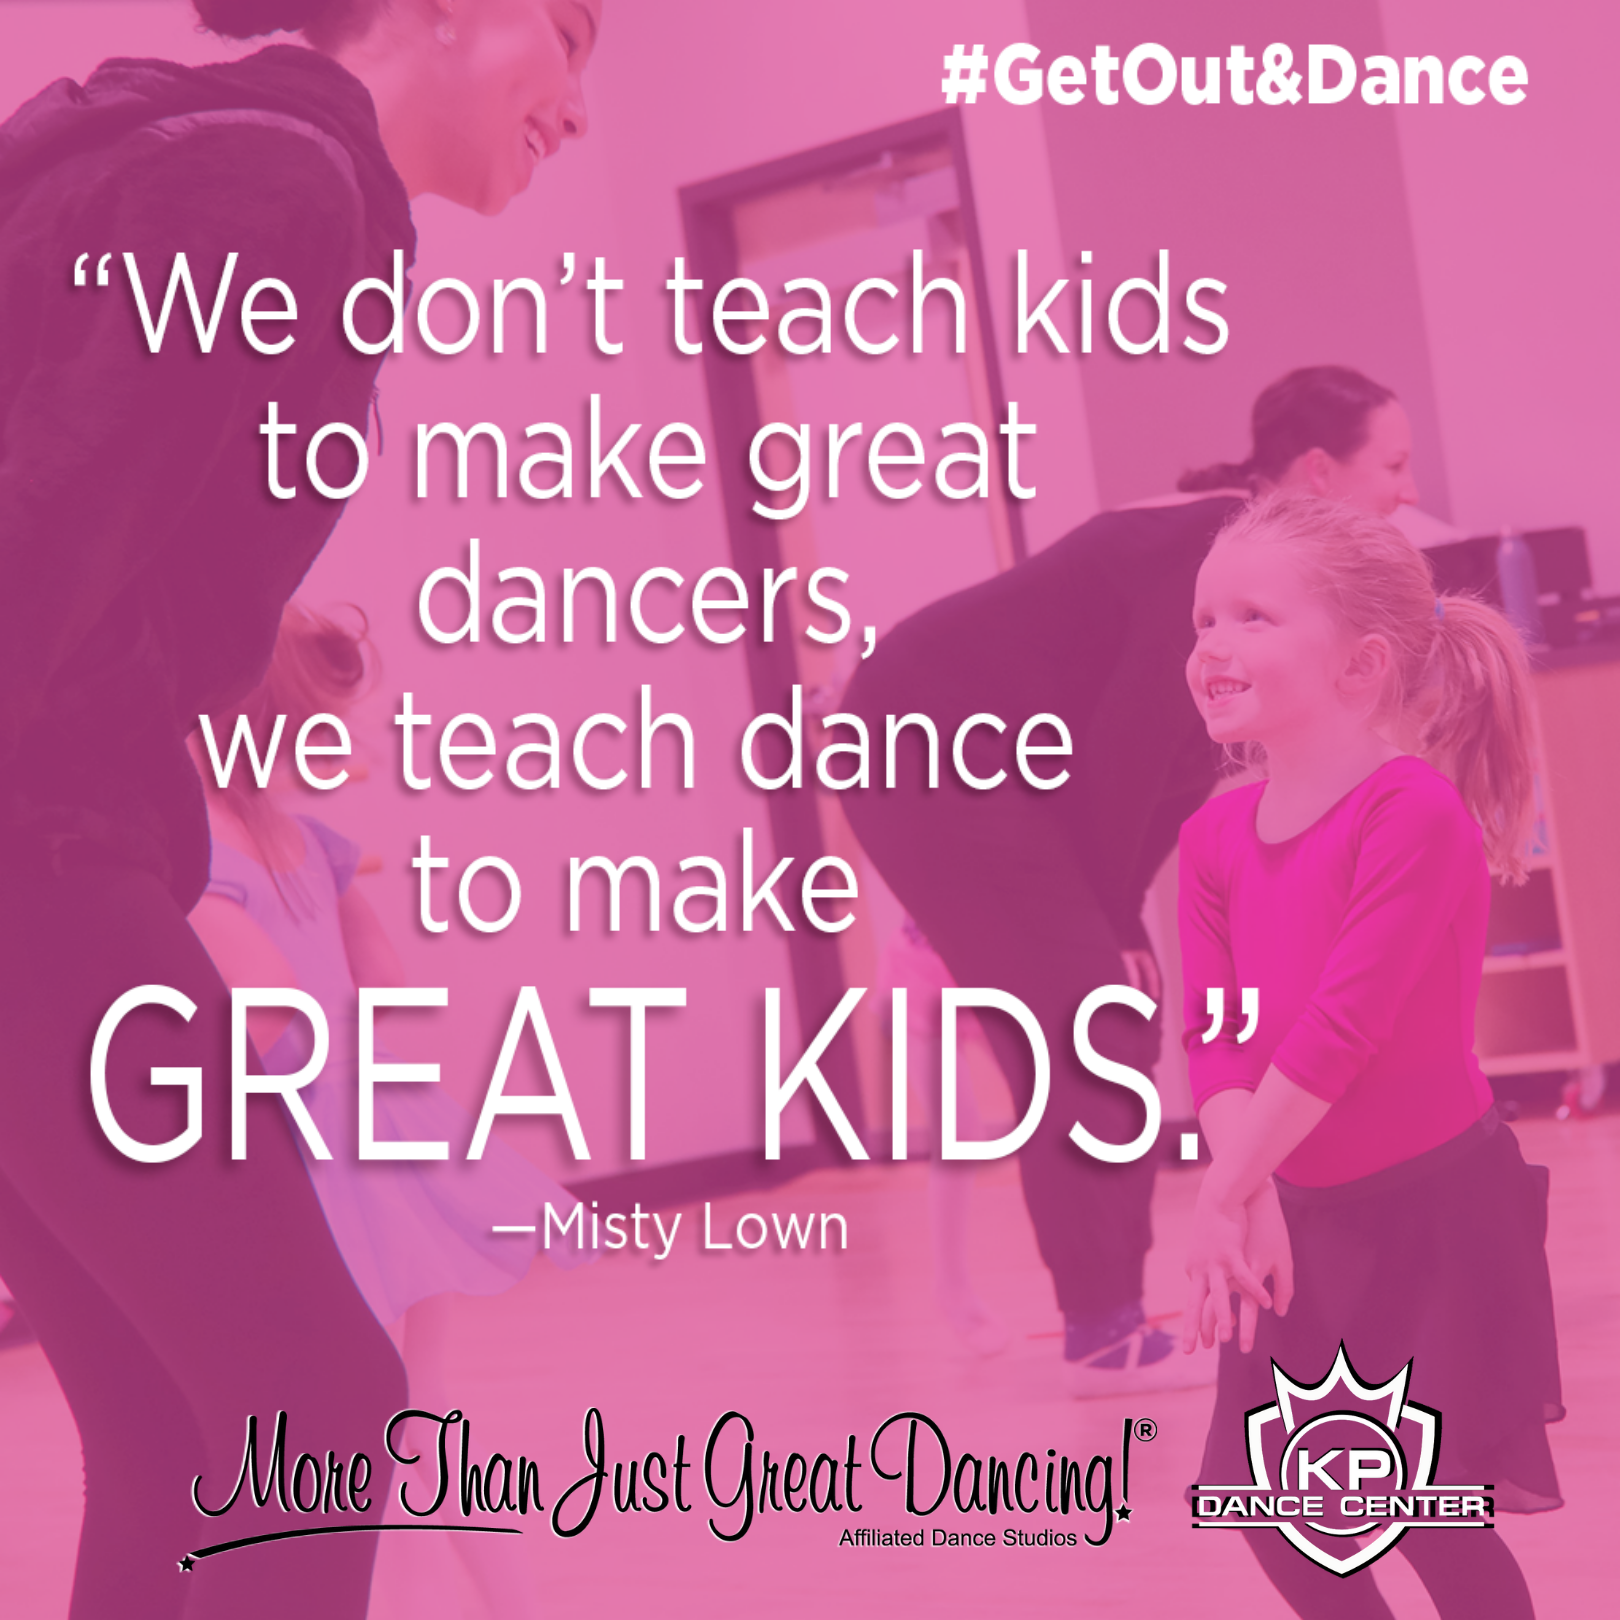 #GetOut&Dance
“We don’t teach kids
to make great
dancers,
we teach dance
to make
GREAT KIDS.”
—Misty Lown
More Than Just Great Dancing!®
Affiliated Dance Studios
KP
DANCE CENTER